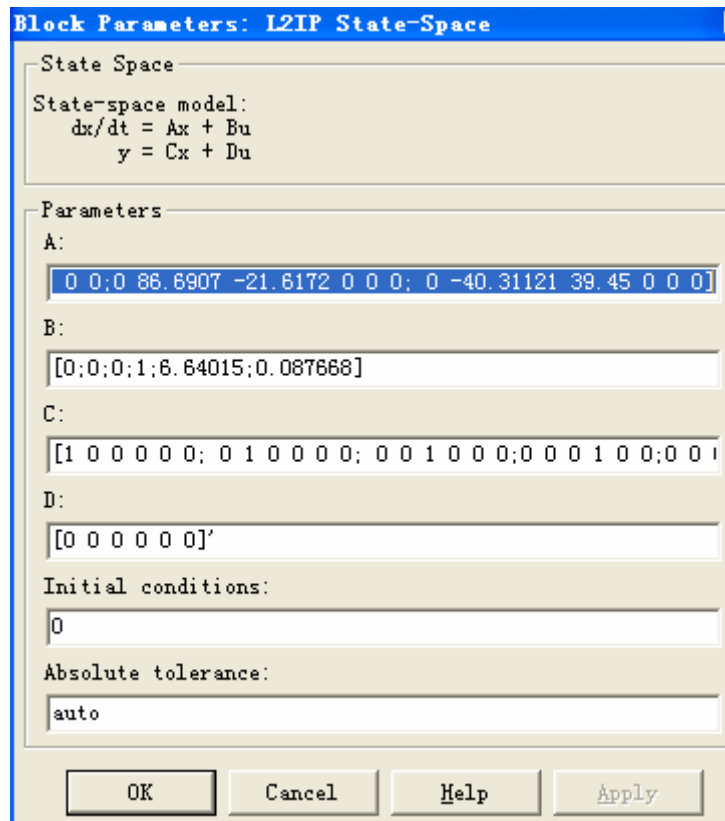 Block Parameters: L2IP State-Space
State Space
State-space model:
dx/dt = Ax + Bu
y = Cx + Du
Parameters
A:
0 0;0 86.6907 -21.6172 0 0 0; 0 -40.31121 39.45 0 0 0]
B:
[0;0;0;1;6.64015;0.087668]
C:
[1 0 0 0 0 0; 0 1 0 0 0 0; 0 0 1 0 0 0;0 0 0 1 0 0;0 0
D:
[0 0 0 0 0 0]'
Initial conditions:
0
Absolute tolerance:
auto
OK
Cancel
Help
Apply